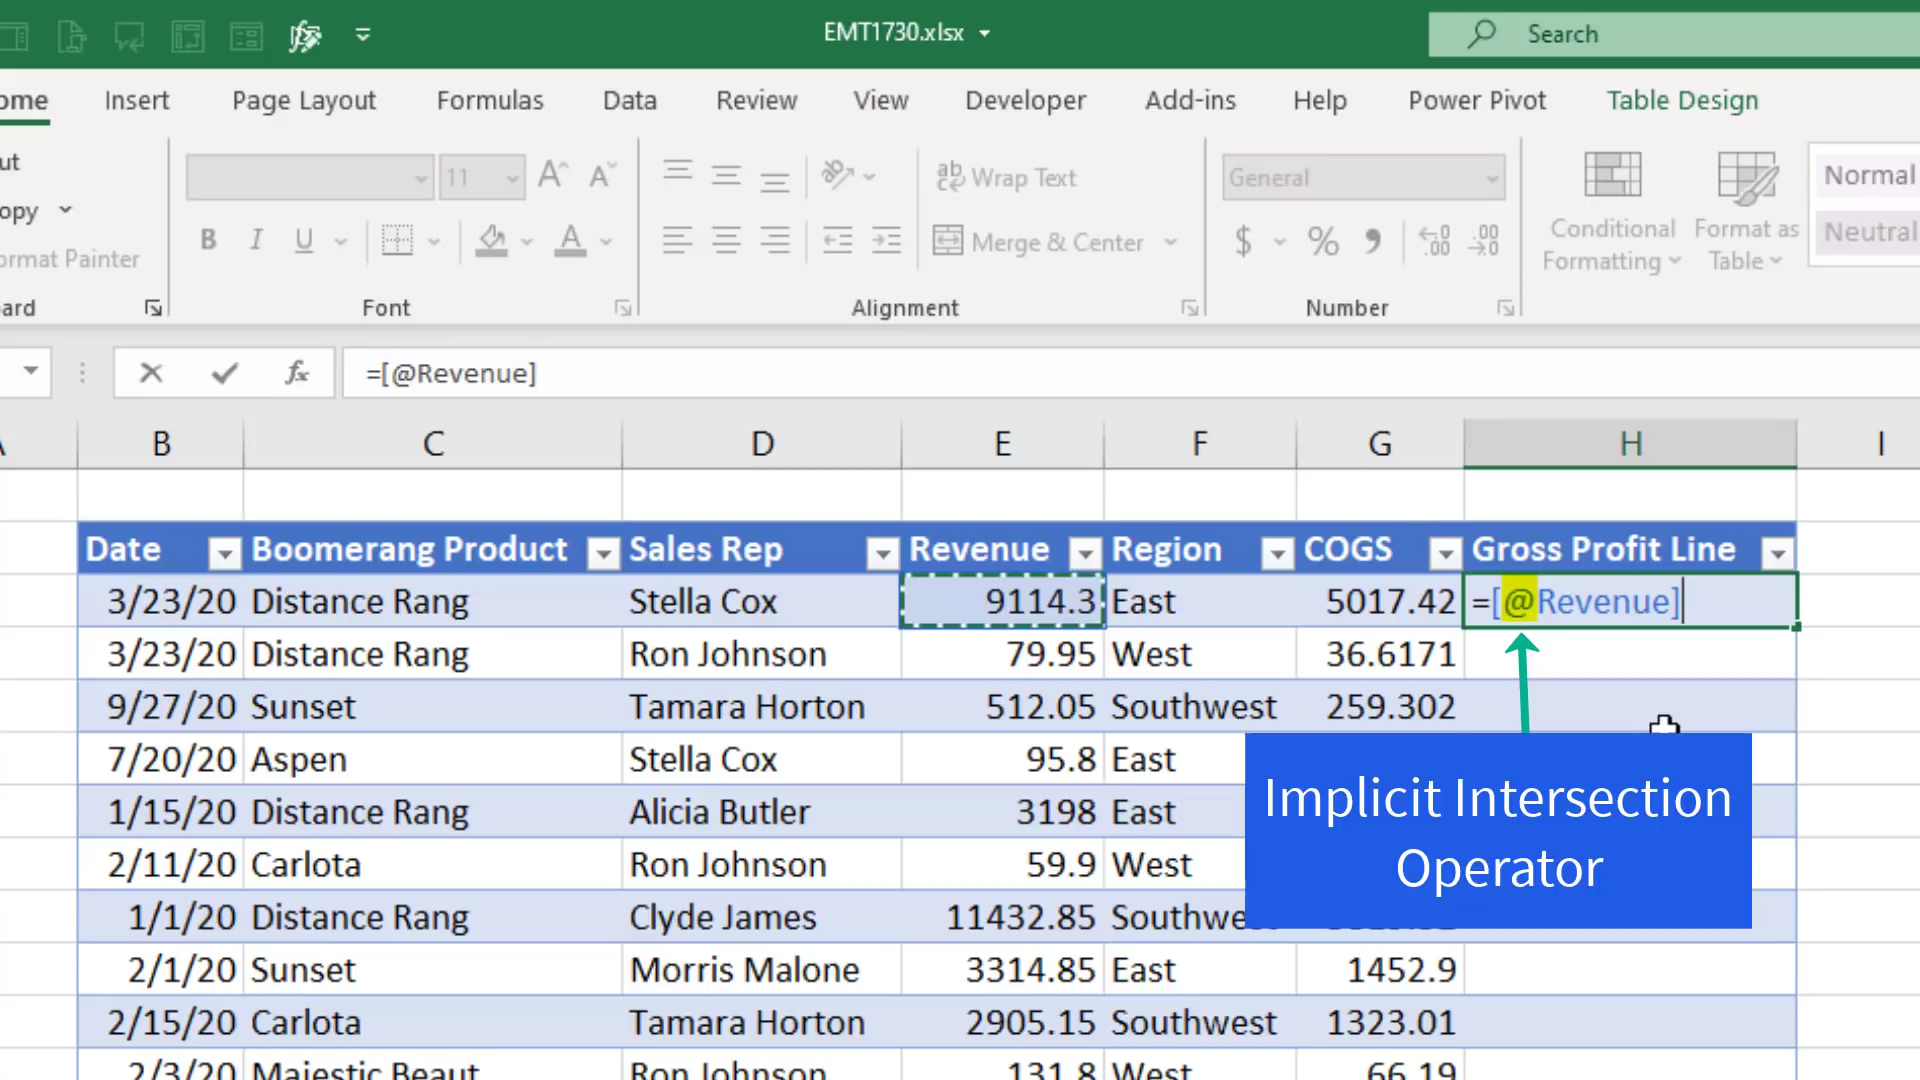 EMT1730.xlsx
Search
ome Insert Page Layout Formulas Data Review View Developer Add-ins Help Power Pivot Table Design
ut
11 A A ab Wrap Text General Normal
opy
B I U A Merge & Center $ % Conditional Format as Neutral
ormat Painter Formatting Table
ard Font Alignment Number
fx =[@Revenue]
B C D E F G H I
Date Boomerang Product Sales Rep Revenue Region COGS Gross Profit Line
3/23/20 Distance Rang Stella Cox 9114.3 East 5017.42 =[@Revenue]
3/23/20 Distance Rang Ron Johnson 79.95 West 36.6171
9/27/20 Sunset Tamara Horton 512.05 Southwest 259.302
7/20/20 Aspen Stella Cox 95.8 East
1/15/20 Distance Rang Alicia Butler 3198 East
2/11/20 Carlota Ron Johnson 59.9 West
1/1/20 Distance Rang Clyde James 11432.85 Southwe
Implicit Intersection
Operator
2/1/20 Sunset Morris Malone 3314.85 East 1452.9
2/15/20 Carlota Tamara Horton 2905.15 Southwest 1323.01
2/3/20 Majestic Beaut Ron Johnson 131.8 West 66.19